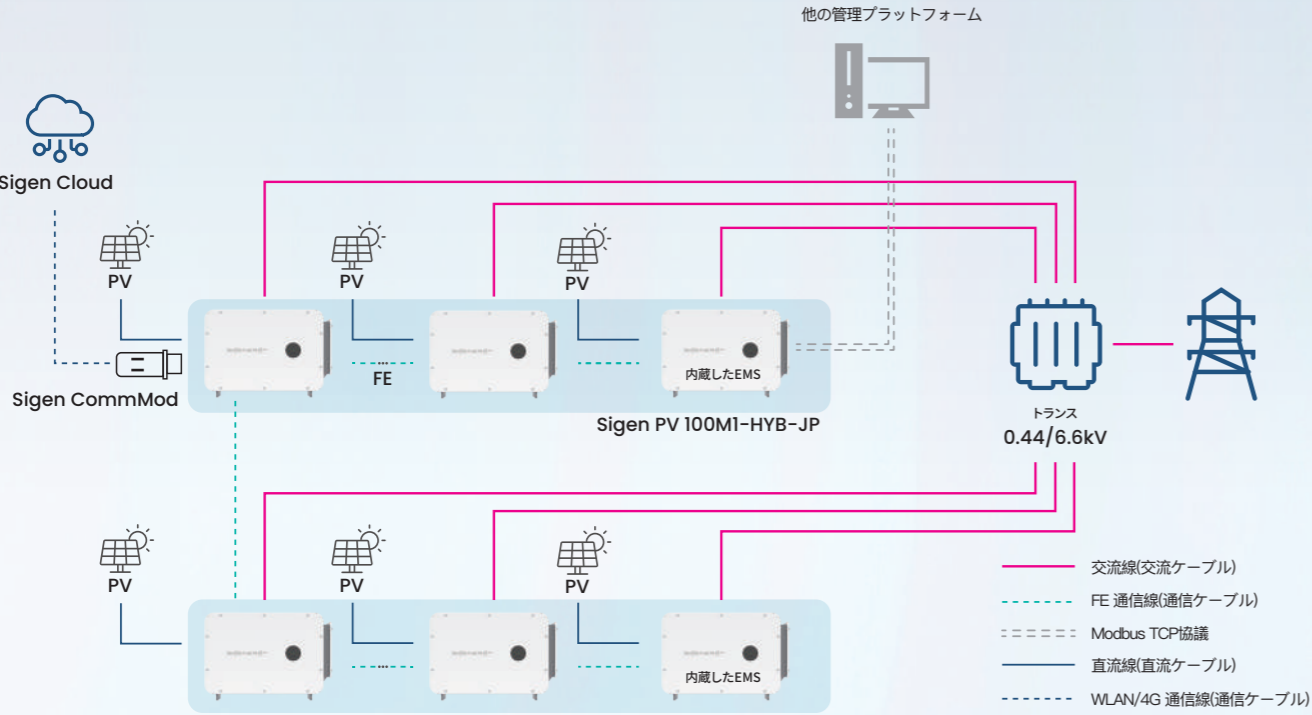 他の管理プラットフォーム
Sigen Cloud
PV
PV
PV
FE
内蔵したEMS
Sigen CommMod
Sigen PV 100M1-HYB-JP
トランス
0.44/6.6kV
PV
PV
PV
内蔵したEMS
交流線(交流ケーブル)
FE 通信線(通信ケーブル)
Modbus TCP協議
直流線(直流ケーブル)
WLAN/4G 通信線(通信ケーブル)